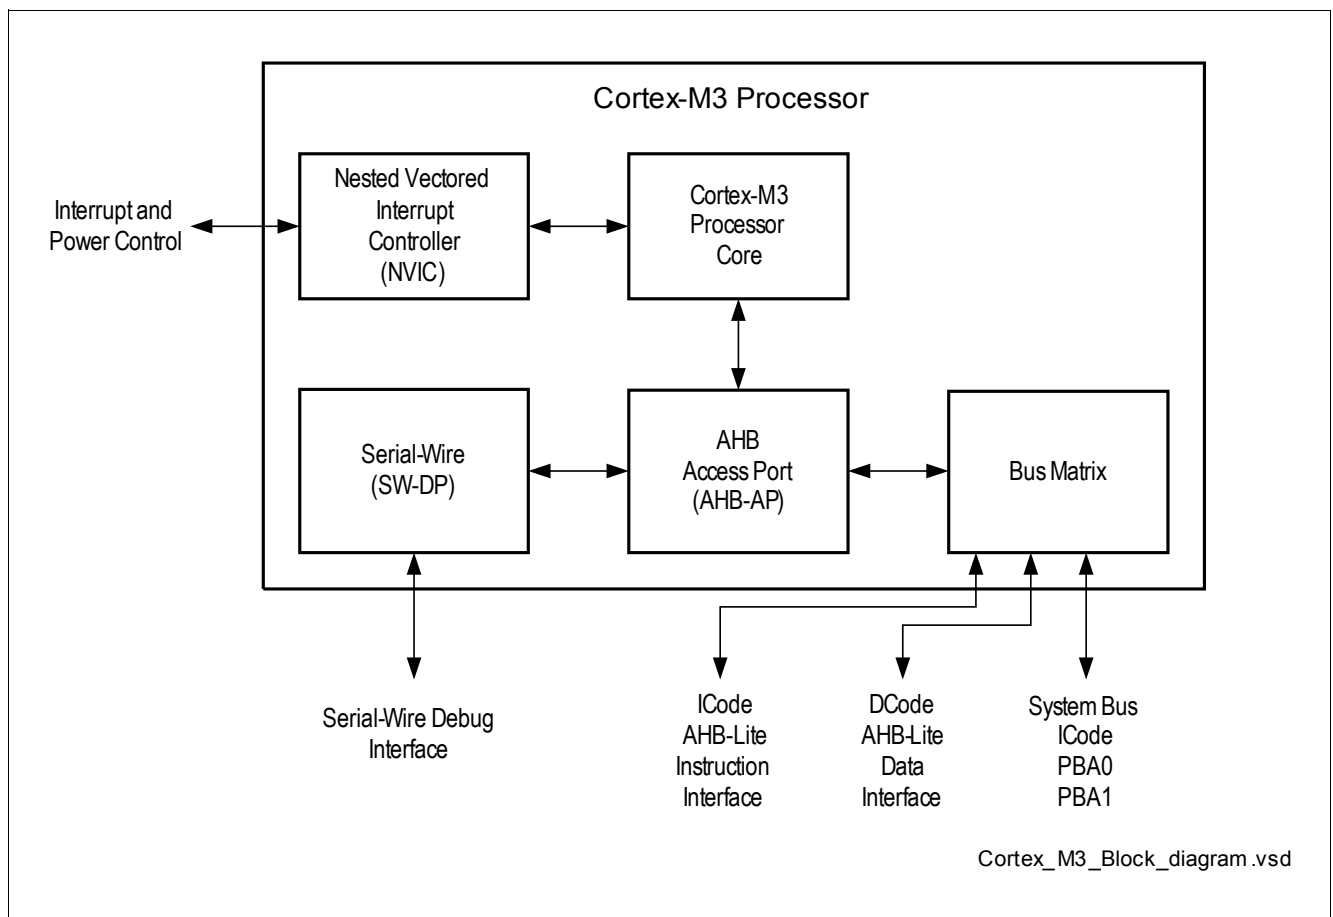 Cortex-M3 Processor
Nested Vectored
Interrupt
Controller
(NVIC)
Cortex-M3
Processor
Core
Interrupt and
Power Control
Serial-Wire
(SW-DP)
AHB
Access Port
(AHB-AP)
Bus Matrix
Serial-Wire Debug
Interface
ICode
AHB-Lite
Instruction
Interface
DCode
AHB-Lite
Data
Interface
System Bus
ICode
PBA0
PBA1
Cortex_M3_Block_diagram.vsd